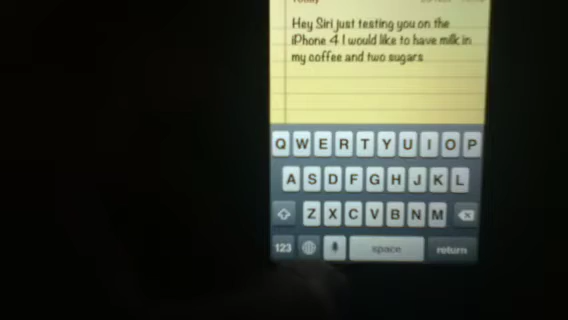 Today
Hey Siri just testing you on the
iPhone 4 I would like to have milk in
my coffee and two sugars
Q W E R T Y U I O P
A S D F G H J K L
Z X C V B N M
123 space return